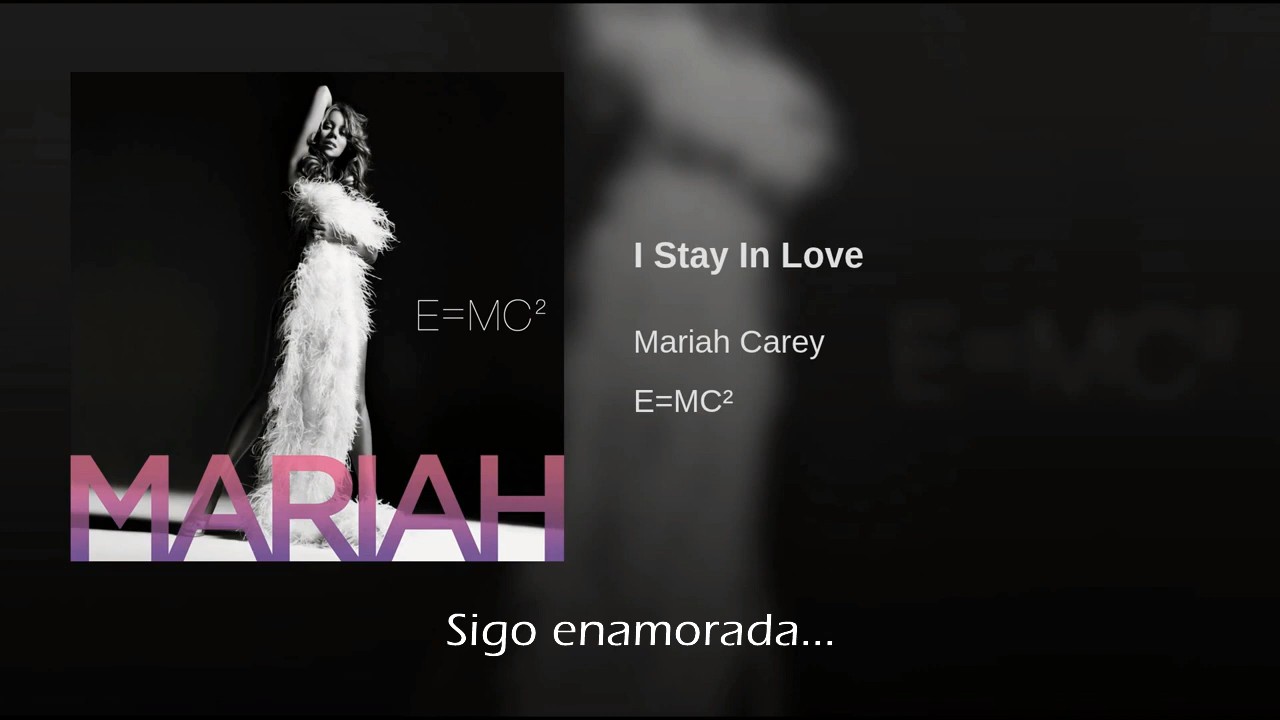 E=MC²
MARIAH
I Stay In Love
Mariah Carey
E=MC²
Sigo enamorada...